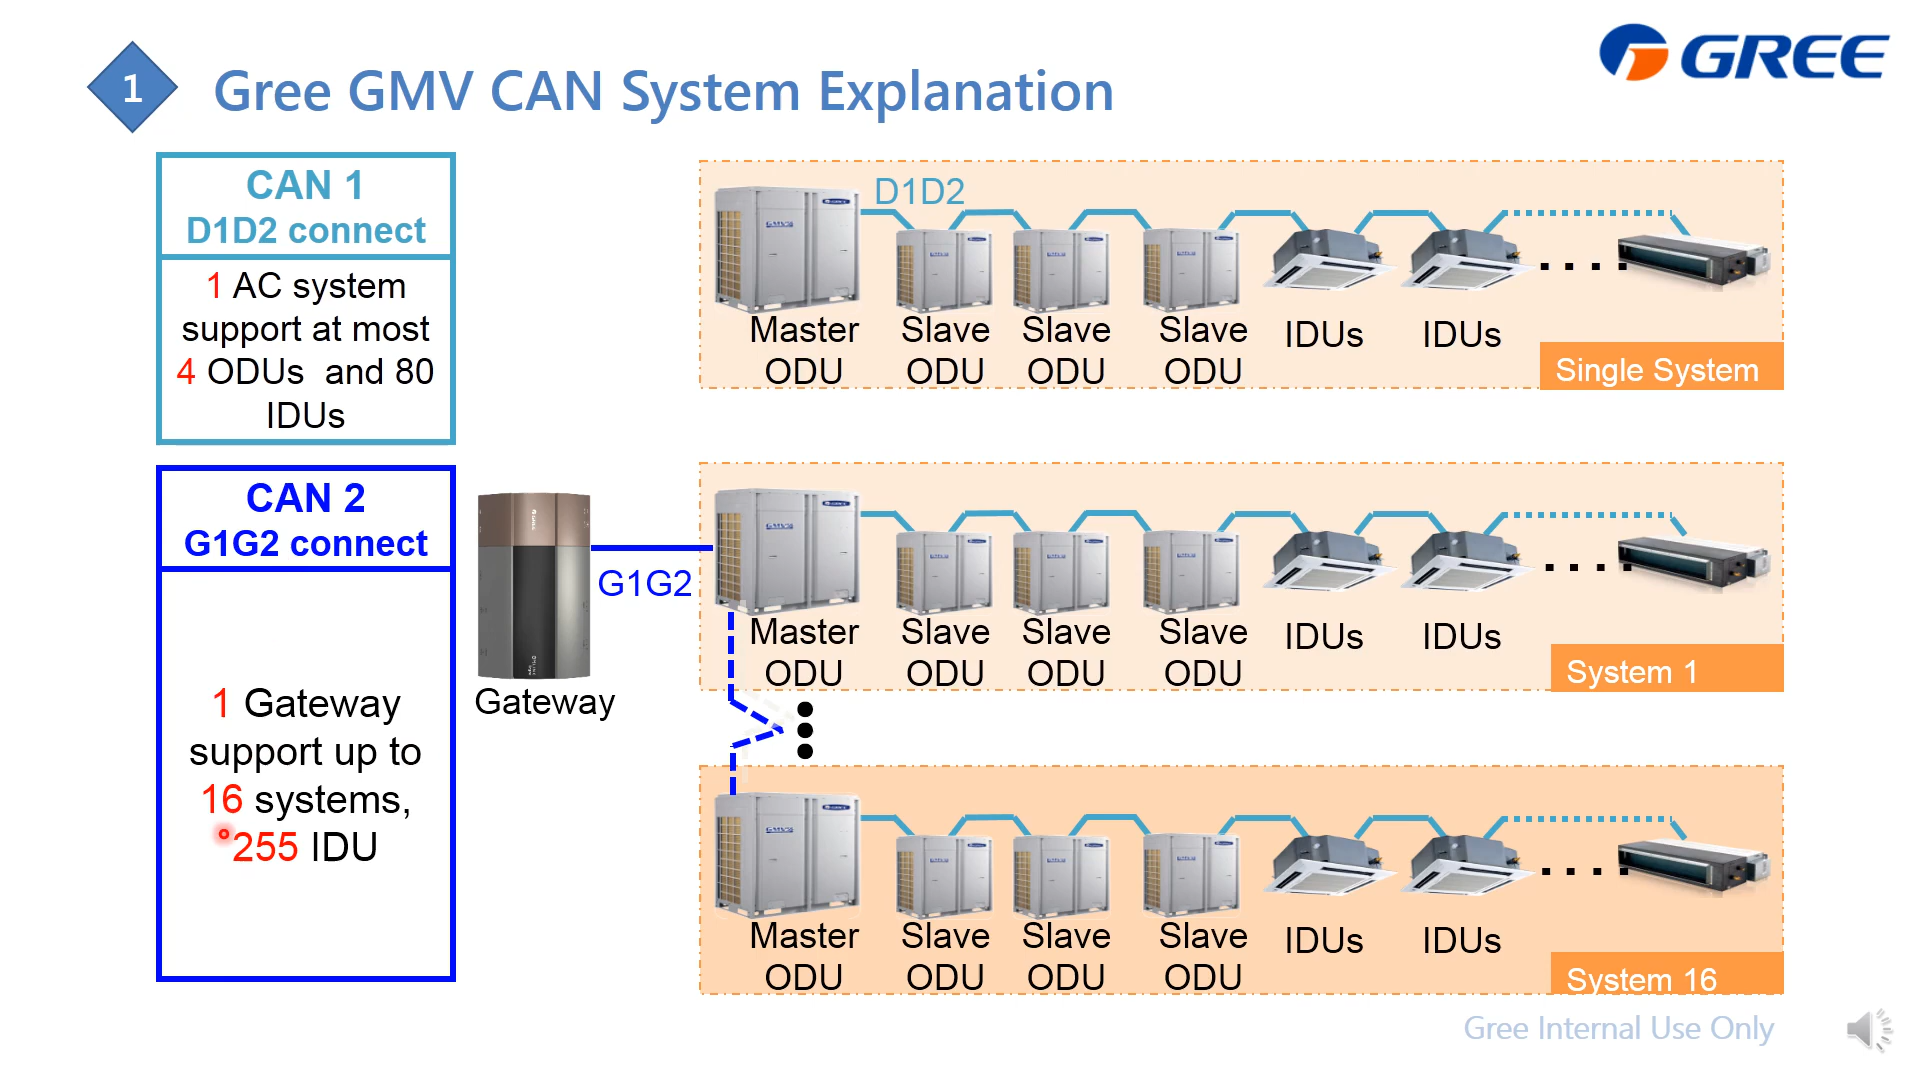 1
Gree GMV CAN System Explanation
GREE
CAN 1
D1D2 connect
1 AC system
support at most
4 ODUs and 80
IDUs
D1D2
Master
ODU
Slave
ODU
Slave
ODU
Slave
ODU
IDUs
IDUs
Single System
CAN 2
G1G2 connect
1 Gateway
support up to
16 systems,
255 IDU
Gateway
G1G2
Master
ODU
Slave
ODU
Slave
ODU
Slave
ODU
IDUs
IDUs
System 1
Master
ODU
Slave
ODU
Slave
ODU
Slave
ODU
IDUs
IDUs
System 16
Gree Internal Use Only